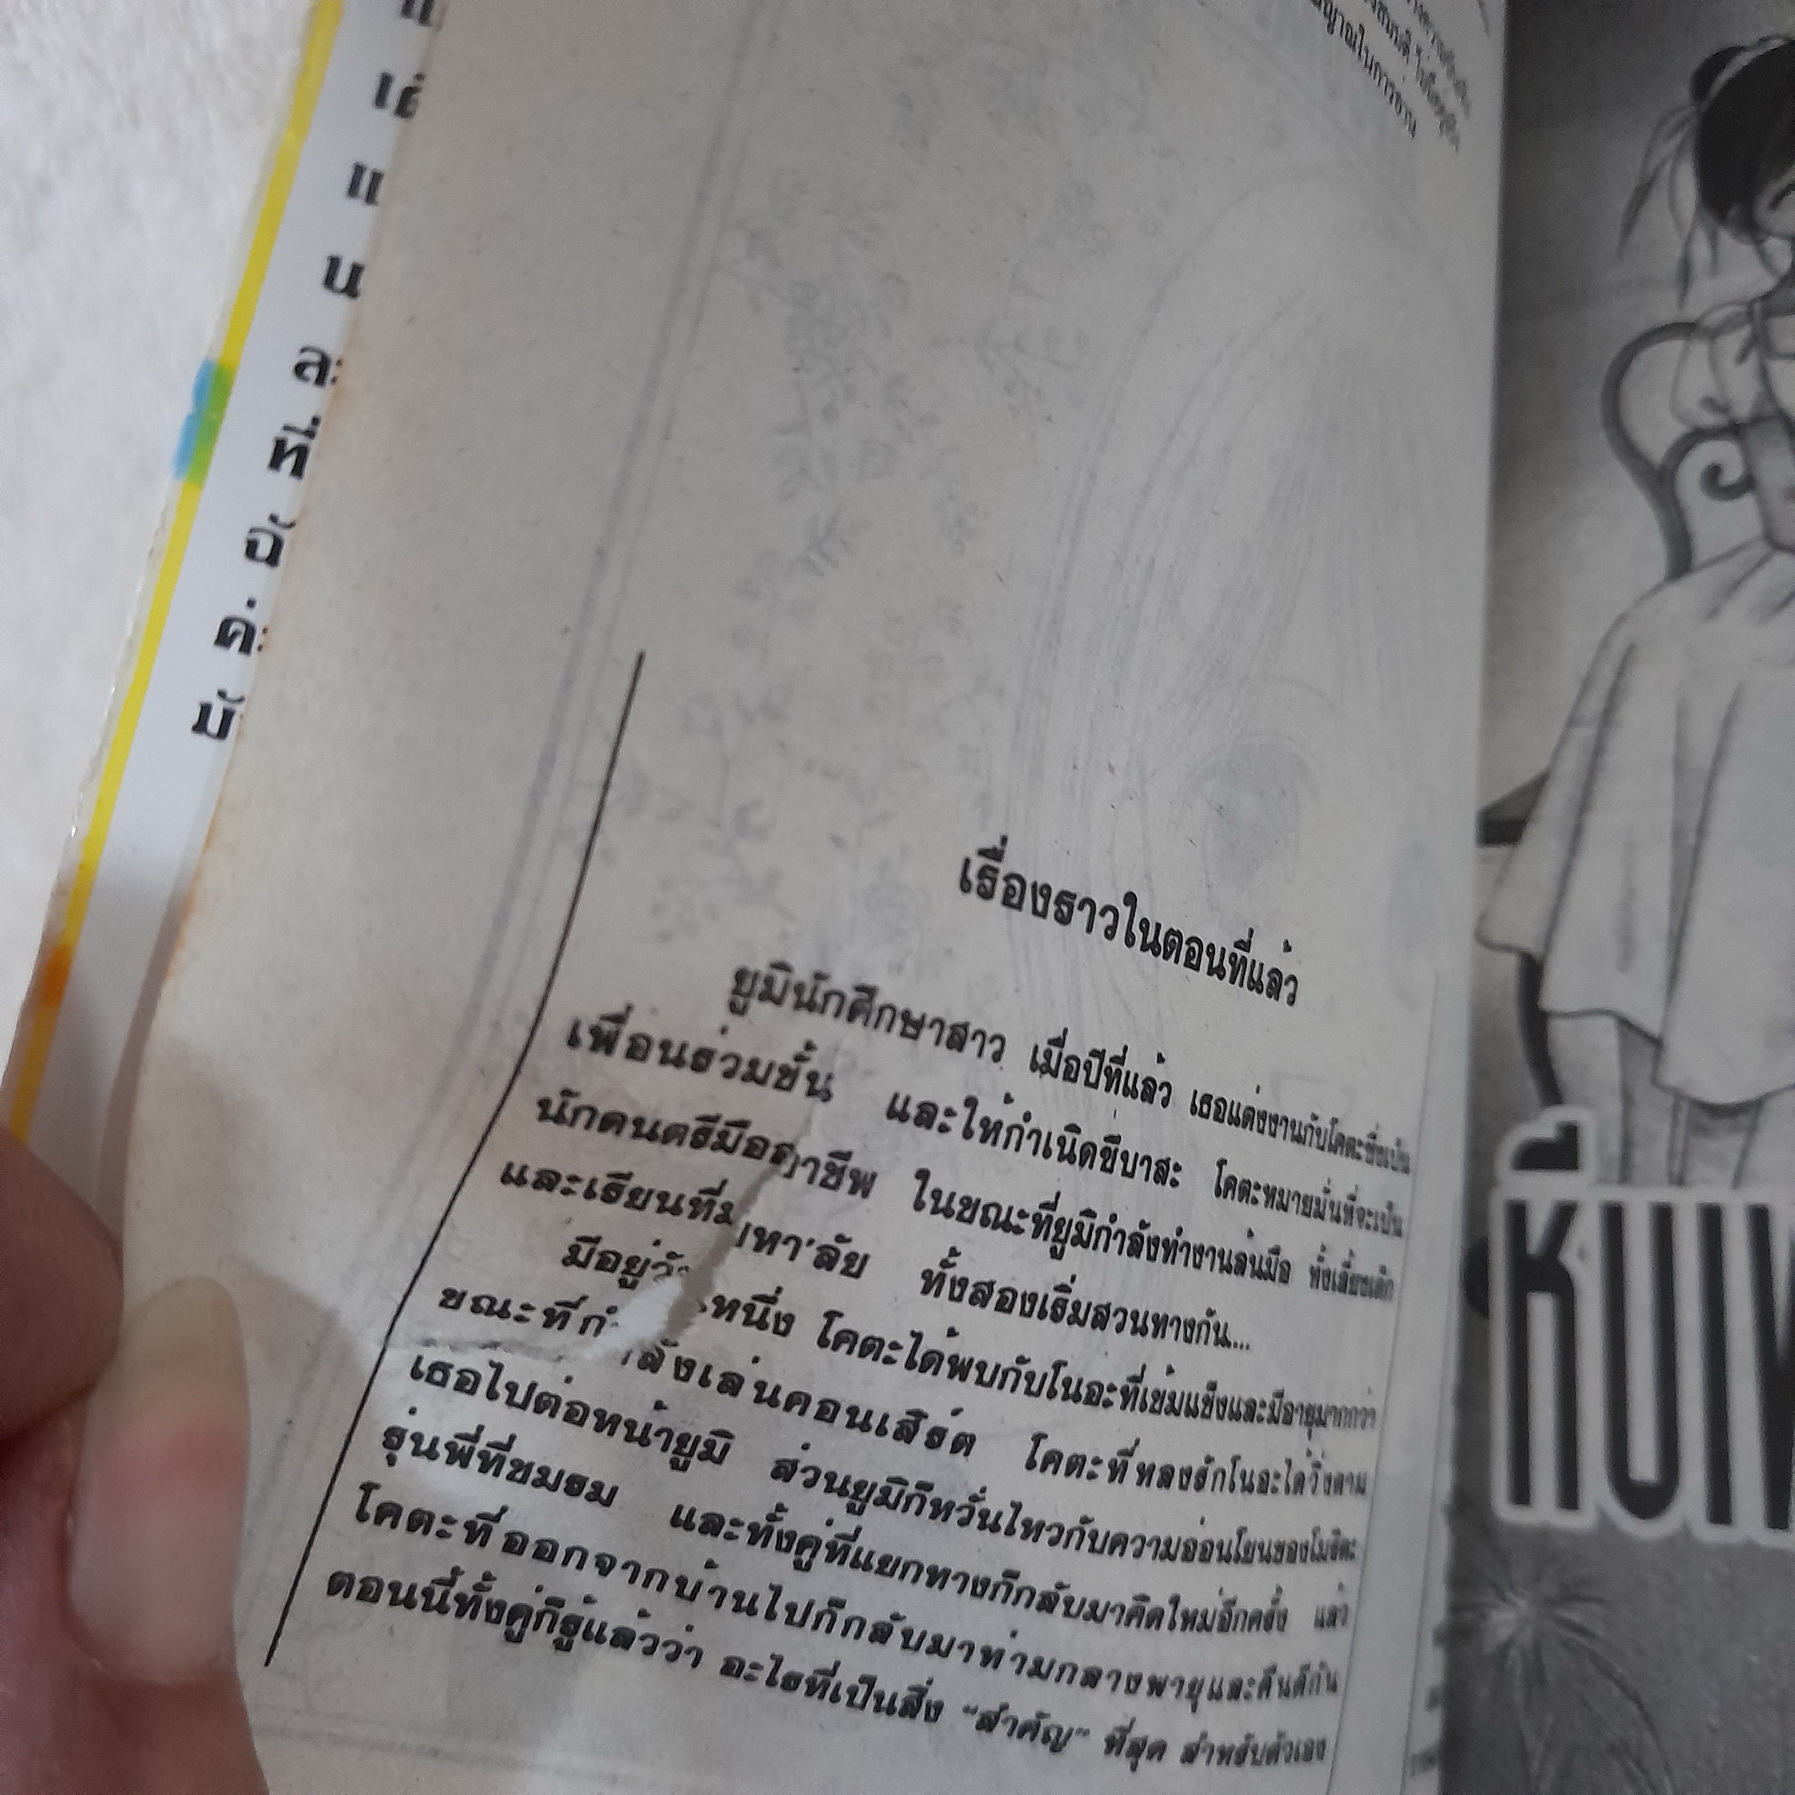 เรื่องราวในตอนที่แล้ว
ยูมินักศึกษาสาว เมื่อปีที่แล้ว เธอแต่งงานกับโคตะซึ่งเป็น
เพื่อนร่วมชั้น และให้กำเนิดชิบาสะ โคตะหมายมั่นที่จะเป็น
นักดนตรีมืออาชีพ ในขณะที่ยูมิกำลังทำงานล้นมือ ทั้งเลี้ยงเด็ก
และเรียนที่มหา'ลัย ทั้งสองเริ่มสวนทางกัน...
มีอยู่วันหนึ่ง โคตะได้พบกับโนอะที่เข้มแข็งและมีอายุมากกว่า
ขณะที่กำลังเล่นคอนเสิร์ต โคตะที่หลงรักโนอะได้วิ่งตาม
เธอไปต่อหน้ายูมิ ส่วนยูมิก็หวั่นไหวกับความอ่อนโยนของ
รุ่นพี่ที่ชมรม และทั้งคู่ที่แยกทางก็กลับมาคิดใหม่อีกครั้ง แล้ว
โคตะที่ออกจากบ้านไปก็กลับมาท่ามกลางพายุและคืนดีกัน
ตอนนี้ทั้งคู่ก็รู้แล้วว่า อะไรที่เป็นสิ่ง "สำคัญ" ที่สุด สำหรับตัวเอง